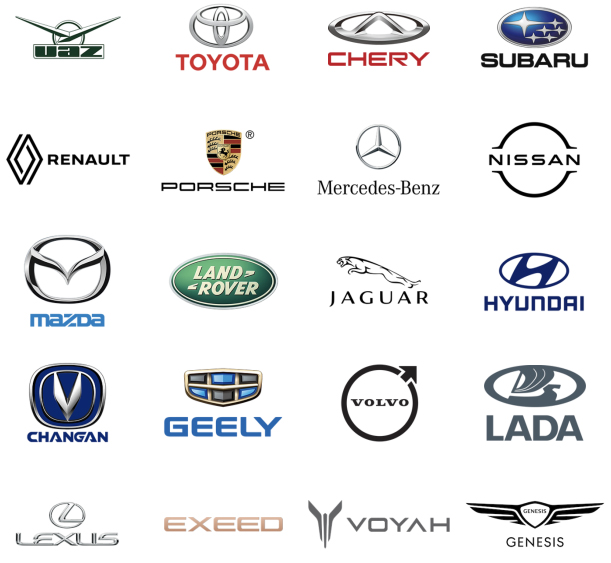 uaz
TOYOTA
CHERY
SUBARU
RENAULT
PORSCHE
®
PORSCHE
Mercedes-Benz
NISSAN
mazda
LAND-
-ROVER
JAGUAR
HYUNDAI
CHANGAN
GEELY
VOLVO
LADA
LEXUS
EXEED
VOYAH
GENESIS
GENESIS